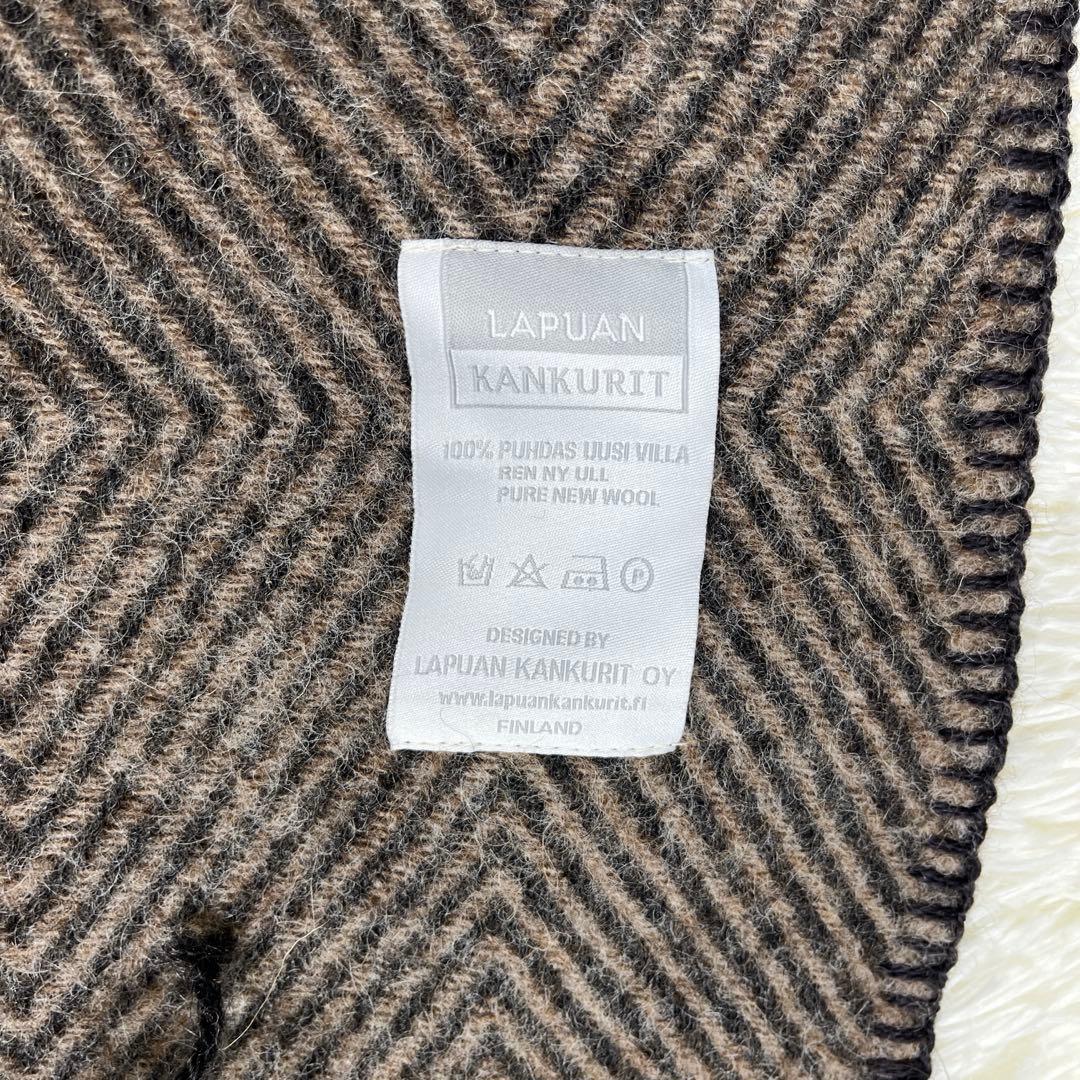 LAPUAN
KANKURIT
100% PUHDAS UUSI VILLA
REN NY ULL
PURE NEW WOOL
P
DESIGNED BY
LAPUAN KANKURIT OY
www.lapuankankurit.fi
FINLAND